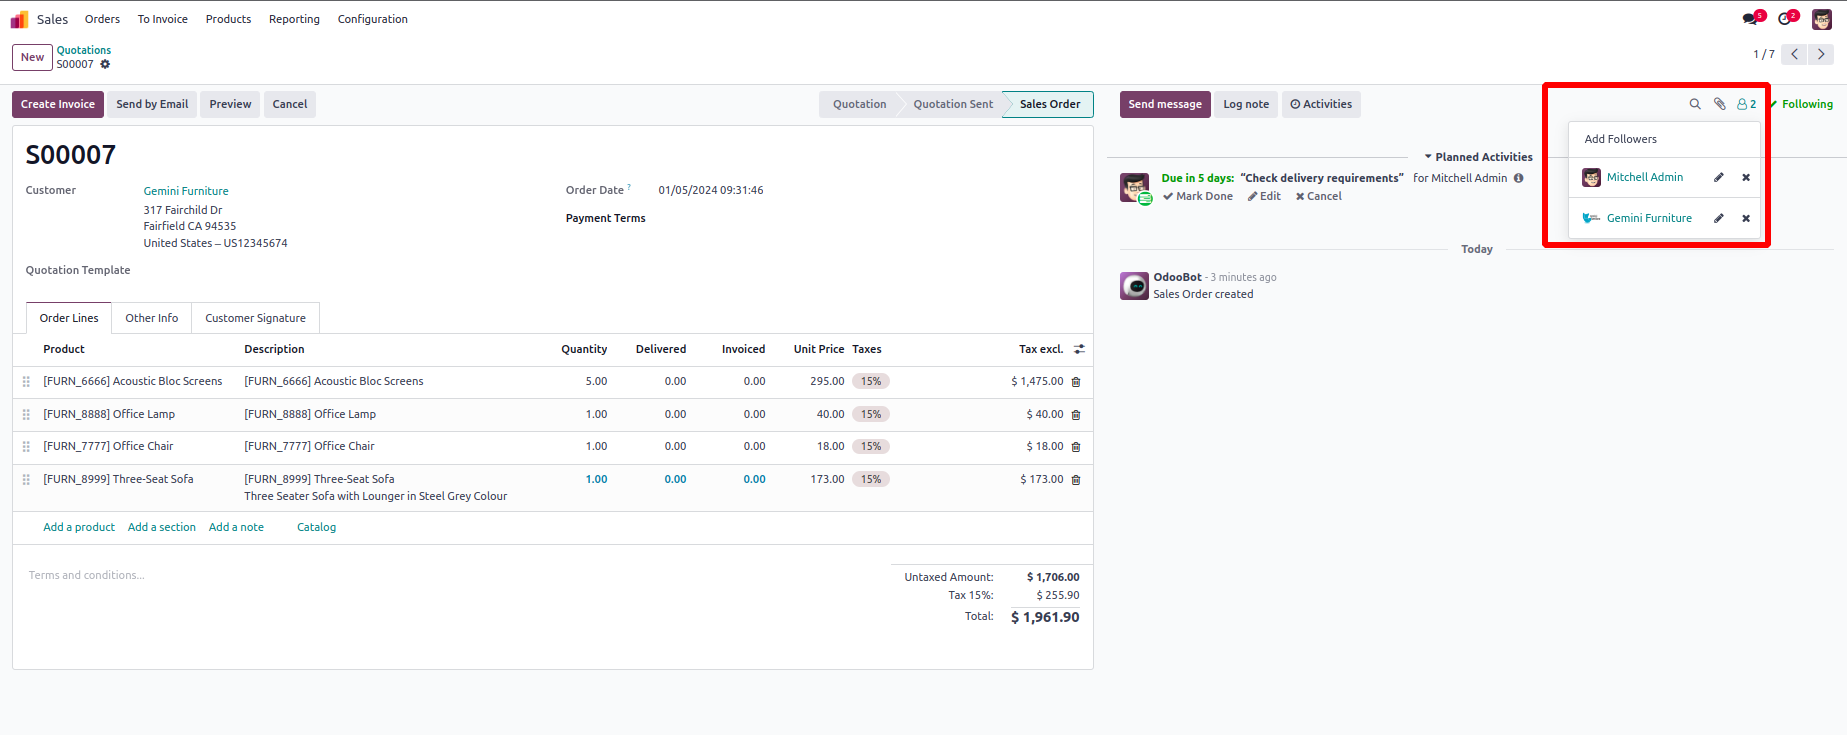 Sales Orders To Invoice Products Reporting Configuration 5 2
New Quotations
S00007
1 / 7
Create Invoice Send by Email Preview Cancel Quotation Quotation Sent Sales Order
Send message Log note Activities 2 Following
Add Followers
Mitchell Admin
Gemini Furniture
S00007
Customer Gemini Furniture
317 Fairchild Dr
Fairfield CA 94535
United States – US12345674
Order Date ? 01/05/2024 09:31:46
Payment Terms
Quotation Template
Order Lines Other Info Customer Signature
Product Description Quantity Delivered Invoiced Unit Price Taxes Tax excl.
[FURN_6666] Acoustic Bloc Screens [FURN_6666] Acoustic Bloc Screens 5.00 0.00 0.00 295.00 15% $ 1,475.00
[FURN_8888] Office Lamp [FURN_8888] Office Lamp 1.00 0.00 0.00 40.00 15% $ 40.00
[FURN_7777] Office Chair [FURN_7777] Office Chair 1.00 0.00 0.00 18.00 15% $ 18.00
[FURN_8999] Three-Seat Sofa [FURN_8999] Three-Seat Sofa 1.00 0.00 0.00 173.00 15% $ 173.00
Three Seater Sofa with Lounger in Steel Grey Colour
Add a product Add a section Add a note Catalog
Terms and conditions...
Untaxed Amount: $ 1,706.00
Tax 15%: $ 255.90
Total: $ 1,961.90
Planned Activities
Due in 5 days: “Check delivery requirements” for Mitchell Admin
Mark Done Edit Cancel
Today
OdooBot - 3 minutes ago
Sales Order created